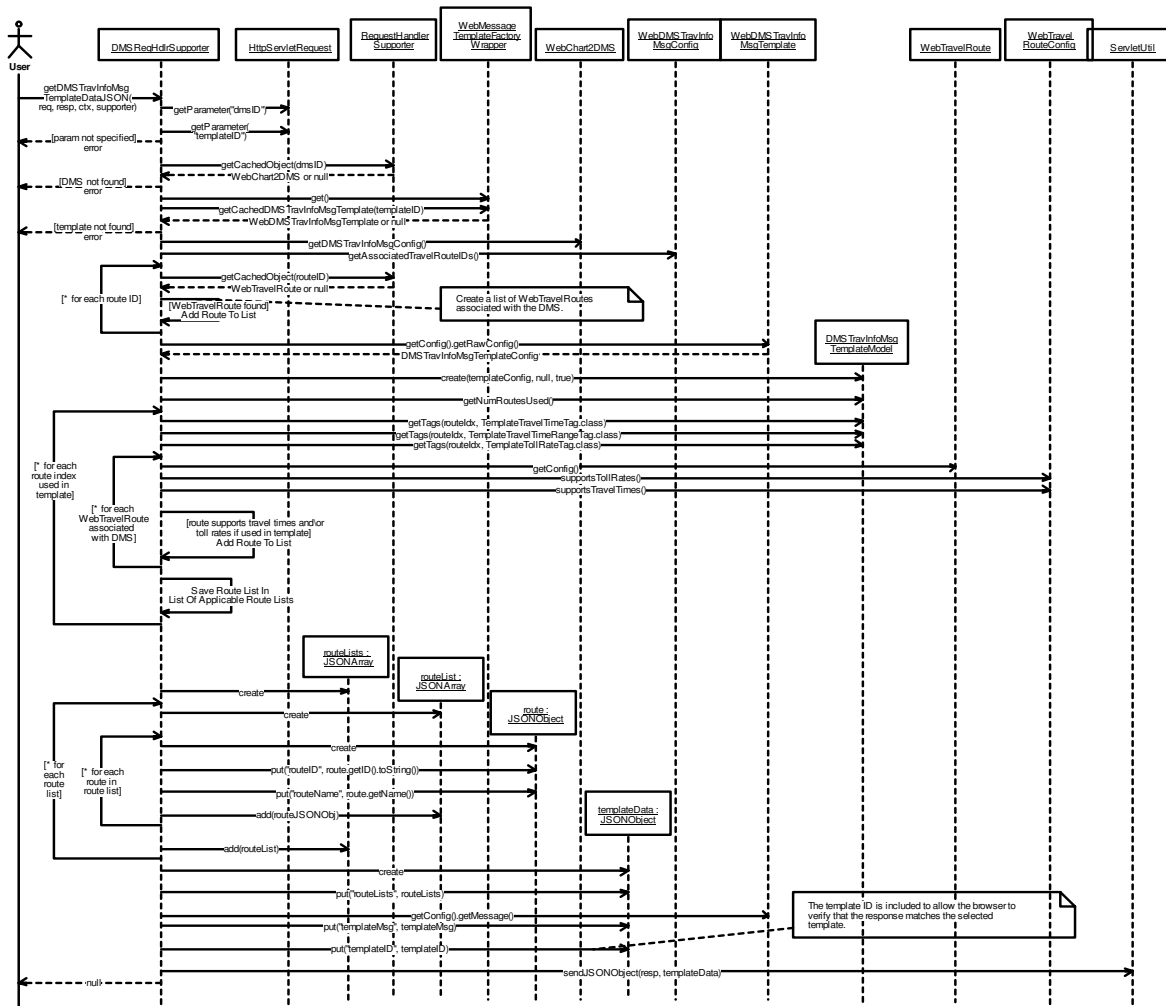 User
DMSReqHdlrSupporter
HttpServletRequest
RequestHandler
Supporter
WebMessage
TemplateFactory
Wrapper
WebChart2DMS
WebDMSTravInfo
MsgConfig
WebDMSTravInfo
MsgTemplate
WebTravelRoute
WebTravel
RouteConfig
ServletUtil
getDMSTravInfoMsg
TemplateDataJSON(
req, resp, ctx, supporter)
getParameter("dmsID")
getParameter(
"templateID")
[param not specified]
error
getCachedObject(dmsID)
WebChart2DMS or null
[DMS not found]
error
get()
getCachedDMSTravInfoMsgTemplate(templateID)
WebDMSTravInfoMsgTemplate or null
[template not found]
error
getDMSTravInfoMsgConfig()
getAssociatedTravelRouteIDs()
getCachedObject(routeID)
WebTravelRoute or null
[* for each route ID]
[WebTravelRoute found]
Add Route To List
Create a list of WebTravelRoutes
associated with the DMS.
getConfig().getRawConfig()
DMSTravInfoMsgTemplateConfig
DMSTravInfoMsg
TemplateModel
create(templateConfig, null, true)
getNumRoutesUsed()
getTags(routeIdx, TemplateTravelTimeTag.class)
getTags(routeIdx, TemplateTravelTimeRangeTag.class)
getTags(routeIdx, TemplateTollRateTag.class)
[* for each
route index
used in
template]
getConfig()
supportsTollRates()
supportsTravelTimes()
[* for each
WebTravelRoute
associated
with DMS]
[route supports travel times and\or
toll rates if used in template]
Add Route To List
Save Route List In
List Of Applicable Route Lists
routeLists :
JSONArray
routeList :
JSONArray
route :
JSONObject
create
create
create
[* for
each
route
list]
[* for each
route in
route list]
put("routeID", route.getID().toString())
put("routeName", route.getName())
add(routeJSONObj)
templateData :
JSONObject
add(routeList)
create
put("routeLists", routeLists)
getConfig().getMessage()
put("templateMsg", templateMsg)
put("templateID", templateID)
The template ID is included to allow the browser to
verify that the response matches the selected
template.
sendJSONObject(resp, templateData)
null